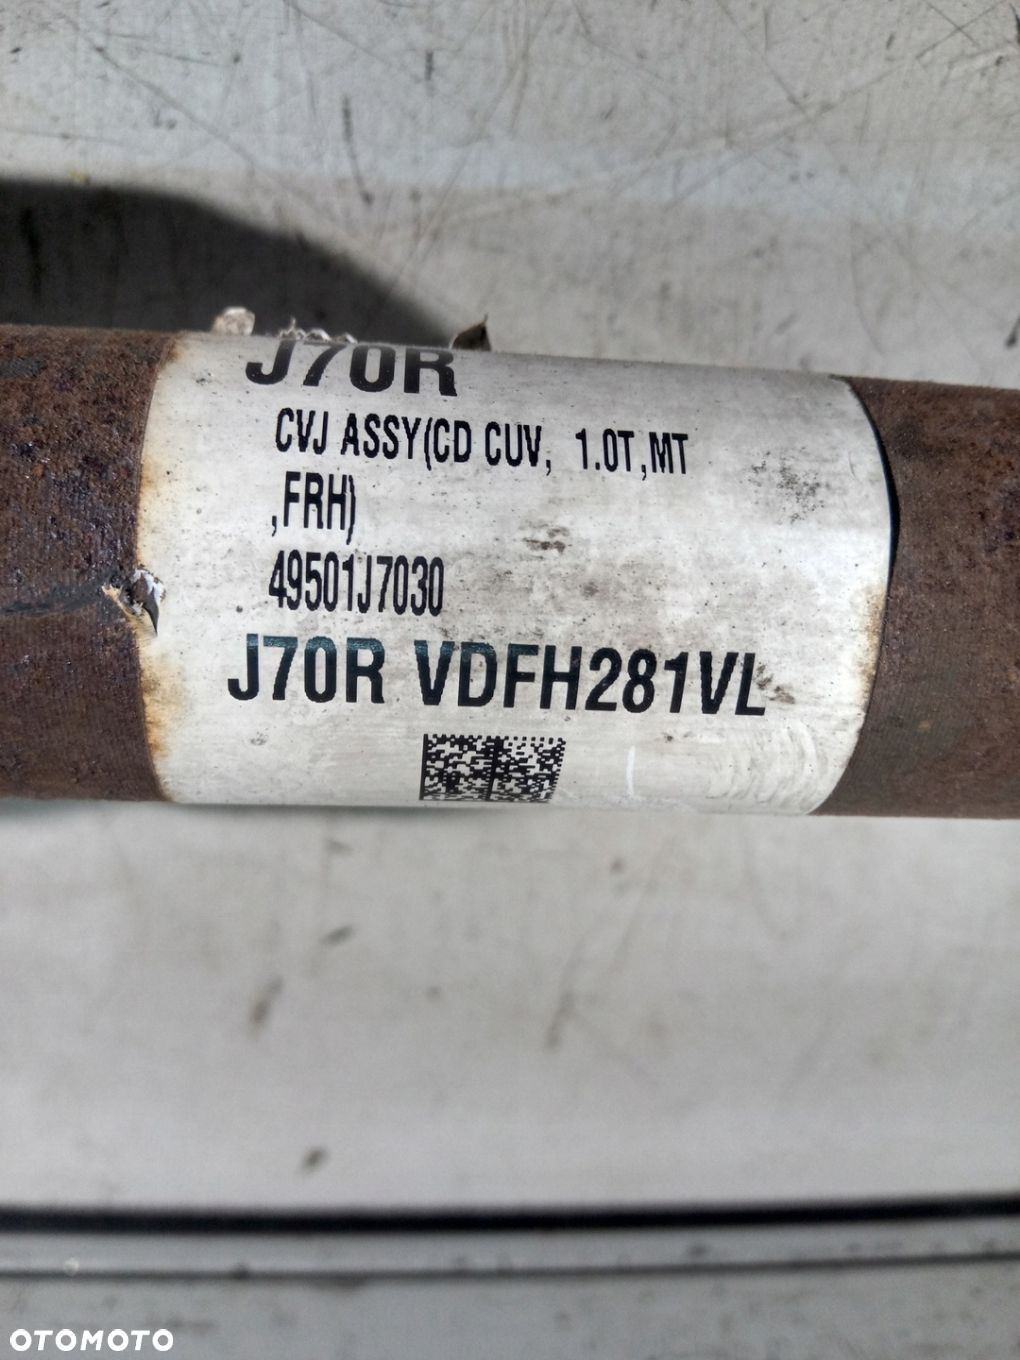 J70R
CVJ ASSY(CD CUV, 1.0T,MT
,FRH)
49501J7030
J70R VDFH281VL
OTOMOTO